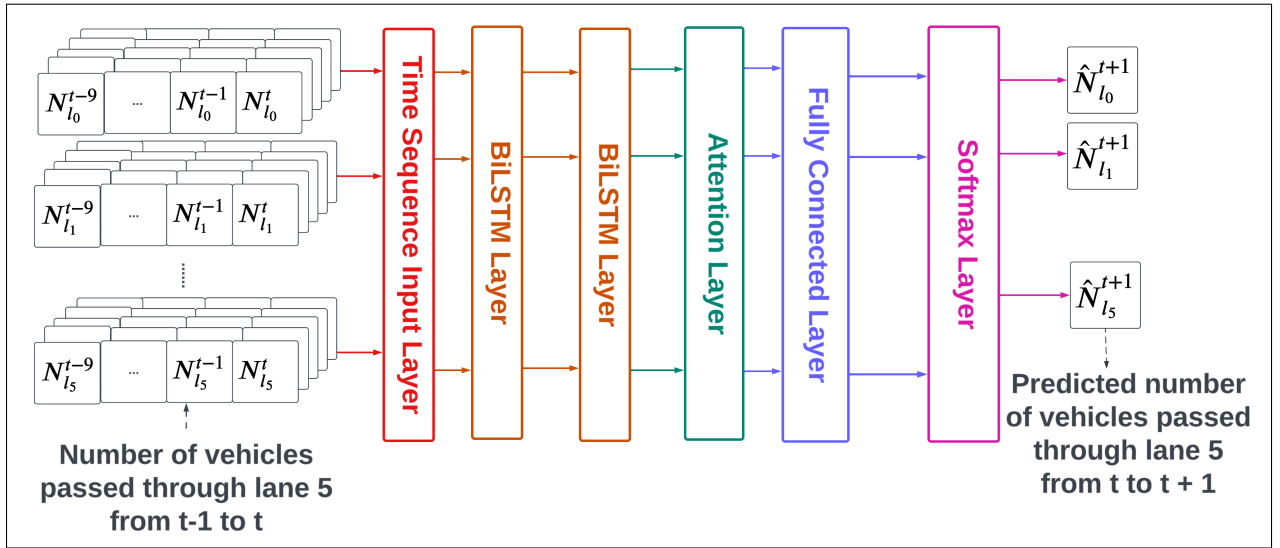 N_{l_0}^{t-9} ... N_{l_0}^{t-1} N_{l_0}^{t}
N_{l_1}^{t-9} ... N_{l_1}^{t-1} N_{l_1}^{t}
......
N_{l_5}^{t-9} ... N_{l_5}^{t-1} N_{l_5}^{t}
Number of vehicles
passed through lane 5
from t-1 to t
Time Sequence Input Layer
BiLSTM Layer
BiLSTM Layer
Attention Layer
Fully Connected Layer
Softmax Layer
\hat{N}_{l_0}^{t+1}
\hat{N}_{l_1}^{t+1}
\hat{N}_{l_5}^{t+1}
Predicted number
of vehicles passed
through lane 5
from t to t + 1